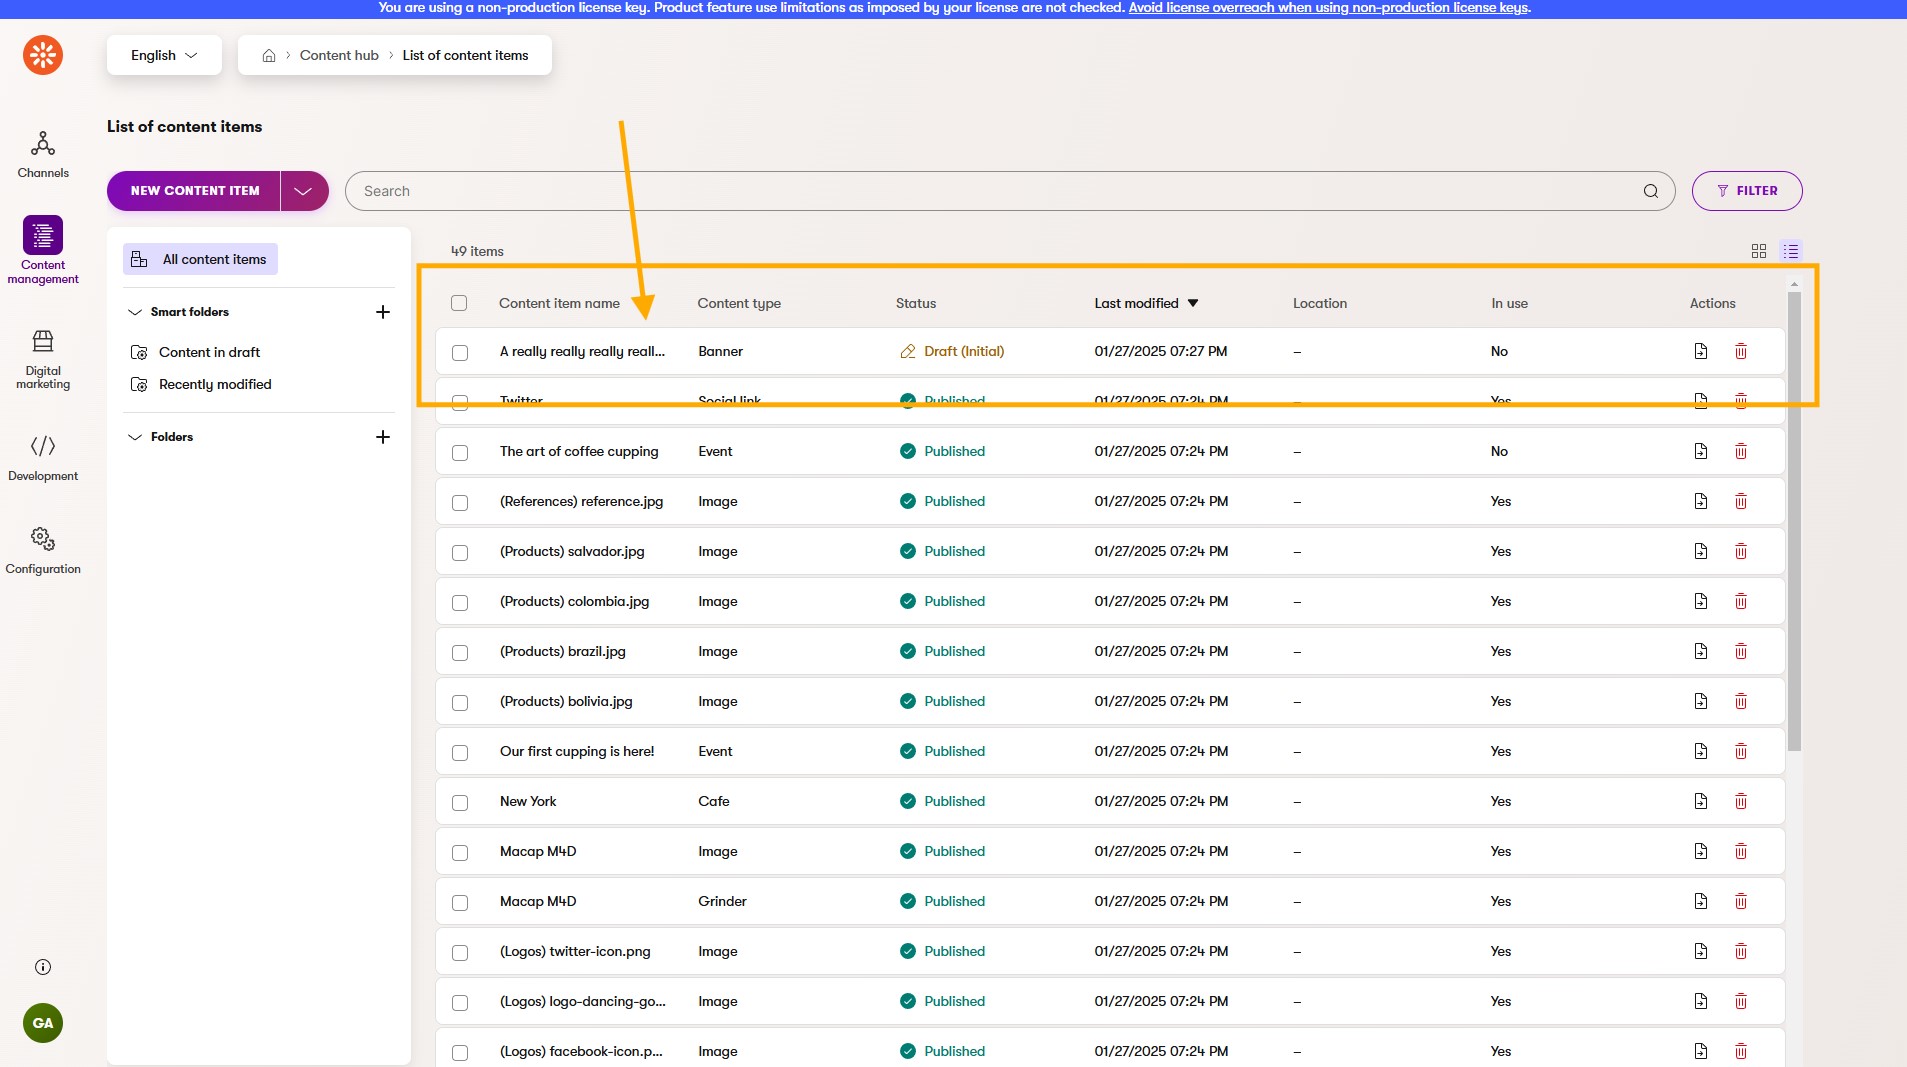 You are using a non-production license key. Product feature use limitations as imposed by your license are not checked. Avoid license overreach when using non-production license keys.
English
Content hub List of content items
List of content items
Channels
NEW CONTENT ITEM
Search
FILTER
Content management
All content items
49 items
Smart folders
Content in draft
Recently modified
Folders
Digital marketing
Development
Configuration
GA
Content item name Content type Status Last modified Location In use Actions
A really really really reall... Banner Draft (Initial) 01/27/2025 07:27 PM – No
Twitter Social link Published 01/27/2025 07:24 PM – Yes
The art of coffee cupping Event Published 01/27/2025 07:24 PM – No
(References) reference.jpg Image Published 01/27/2025 07:24 PM – Yes
(Products) salvador.jpg Image Published 01/27/2025 07:24 PM – Yes
(Products) colombia.jpg Image Published 01/27/2025 07:24 PM – Yes
(Products) brazil.jpg Image Published 01/27/2025 07:24 PM – Yes
(Products) bolivia.jpg Image Published 01/27/2025 07:24 PM – Yes
Our first cupping is here! Event Published 01/27/2025 07:24 PM – Yes
New York Cafe Published 01/27/2025 07:24 PM – Yes
Macap M4D Image Published 01/27/2025 07:24 PM – Yes
Macap M4D Grinder Published 01/27/2025 07:24 PM – Yes
(Logos) twitter-icon.png Image Published 01/27/2025 07:24 PM – Yes
(Logos) logo-dancing-go... Image Published 01/27/2025 07:24 PM – Yes
(Logos) facebook-icon.p... Image Published 01/27/2025 07:24 PM – Yes